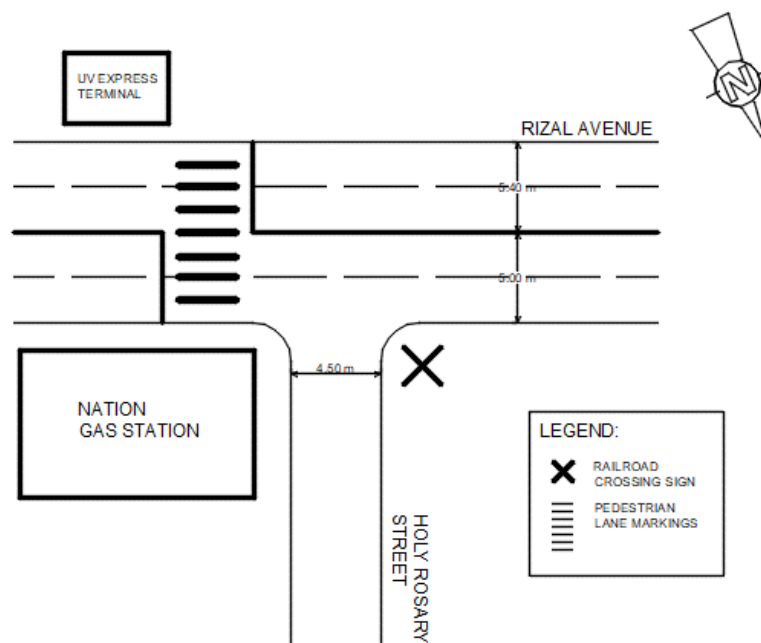 UV EXPRESS
TERMINAL
N
RIZAL AVENUE
5.40 m
5.00 m
4.50 m
NATION
GAS STATION
HOLY ROSARY
STREET
LEGEND:
RAILROAD
CROSSING SIGN
PEDESTRIAN
LANE MARKINGS